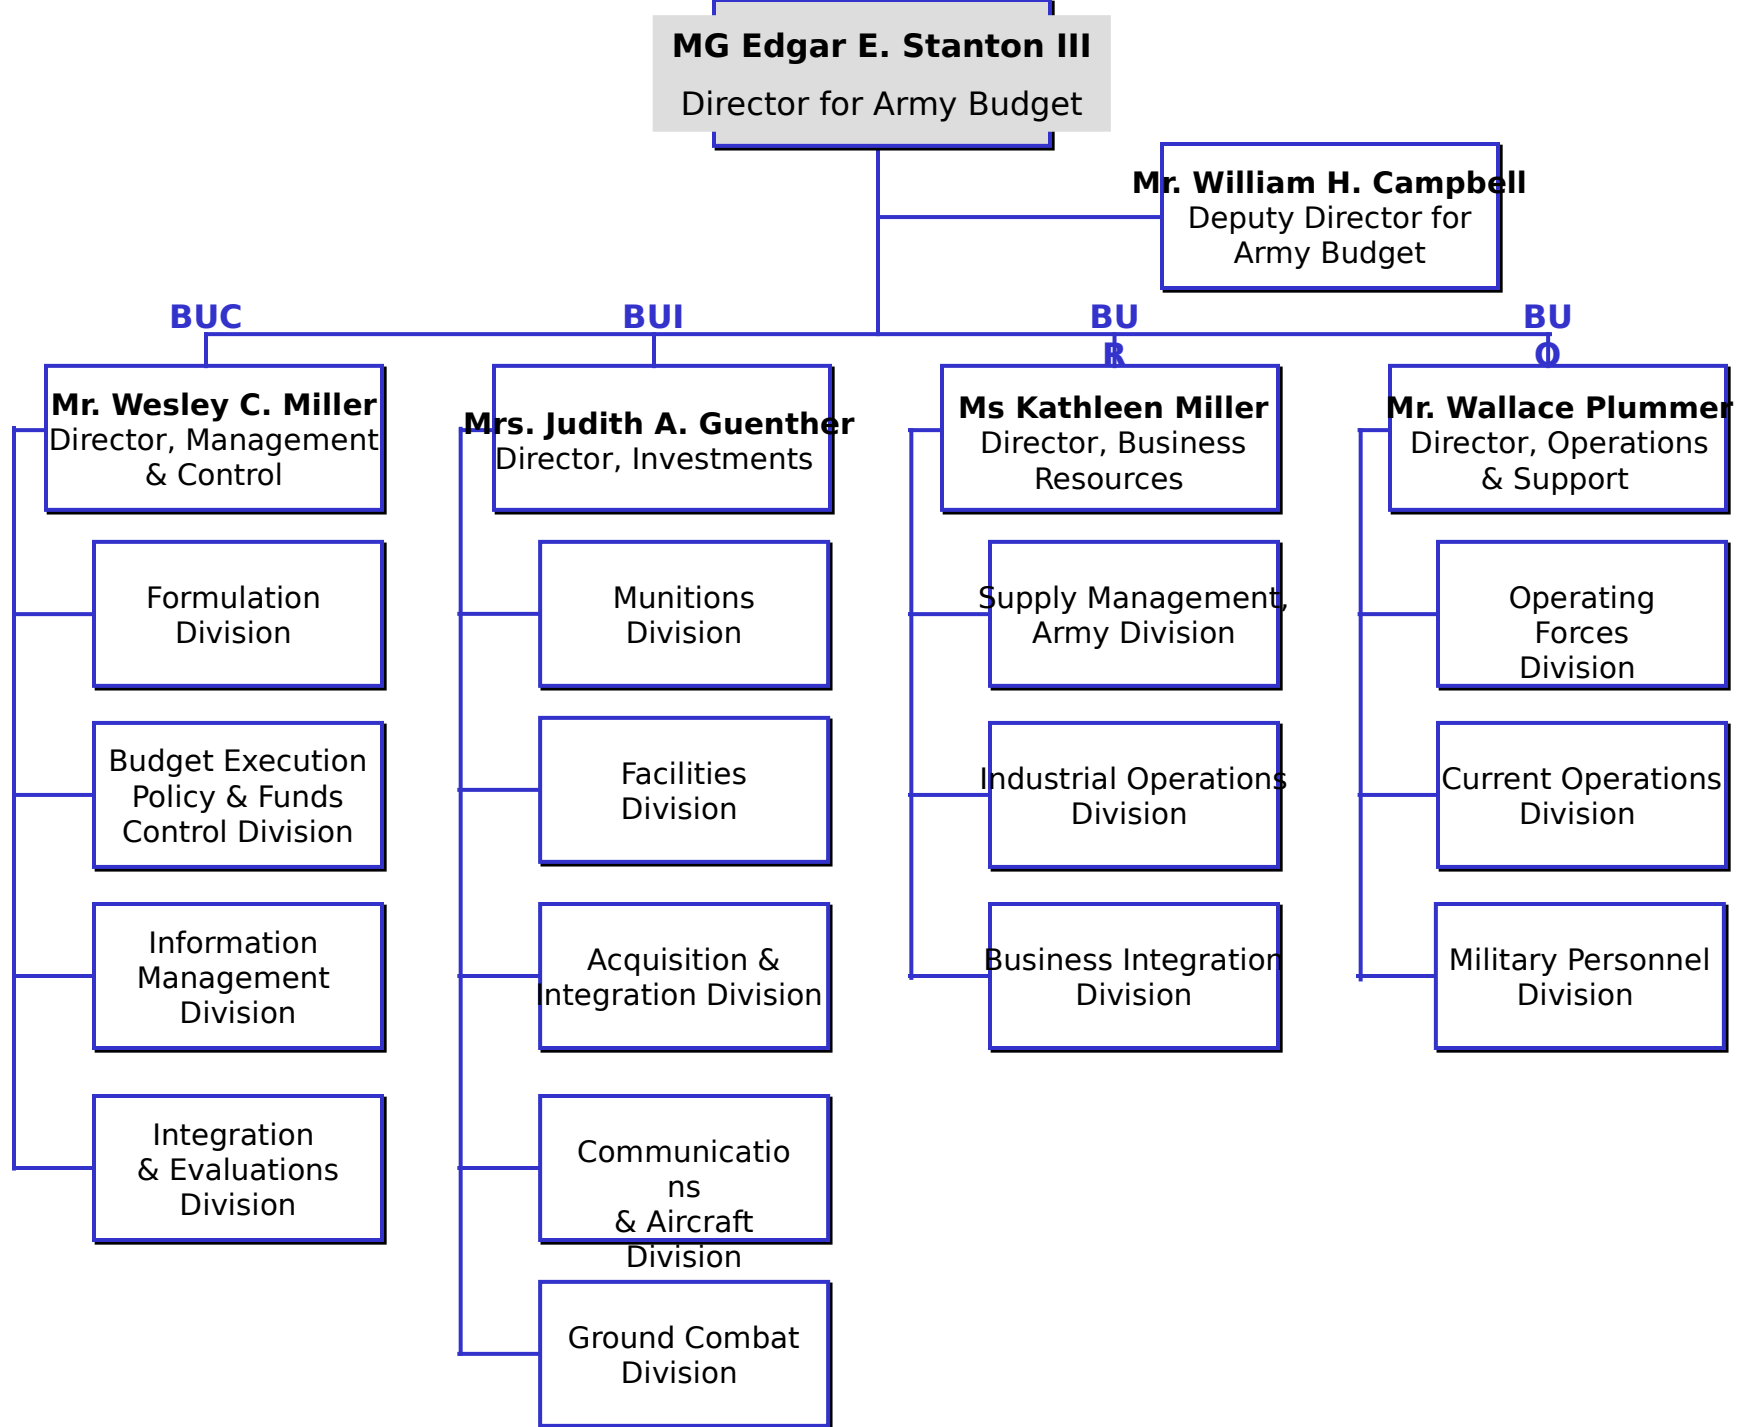 MG Edgar E. Stanton III
Director for Army Budget
Mr. William H. Campbell
Deputy Director for
Army Budget
BUC
BUI
BU
R
BU
O
Mr. Wesley C. Miller
Director, Management
& Control
Formulation
Division
Budget Execution
Policy & Funds
Control Division
Information
Management
Division
Integration
& Evaluations
Division
Mrs. Judith A. Guenther
Director, Investments
Munitions
Division
Facilities
Division
Acquisition &
Integration Division
Communicatio
ns
& Aircraft
Division
Ground Combat
Division
Ms Kathleen Miller
Director, Business
Resources
Supply Management,
Army Division
Industrial Operations
Division
Business Integration
Division
Mr. Wallace Plummer
Director, Operations
& Support
Operating
Forces
Division
Current Operations
Division
Military Personnel
Division